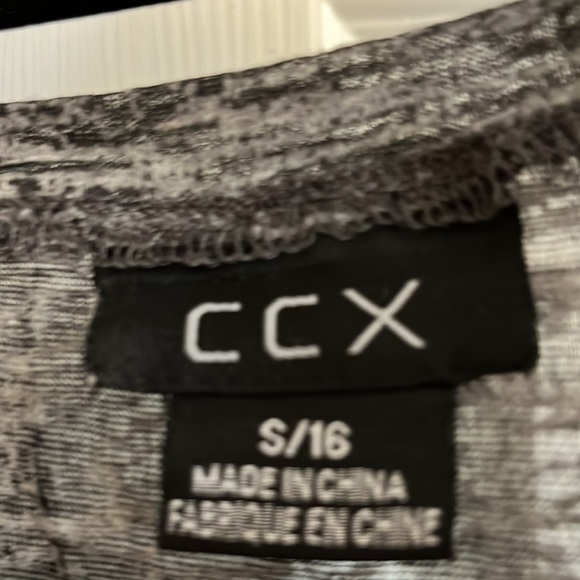 CCX
S/16
MADE IN CHINA
FABRIQUE EN CHINE